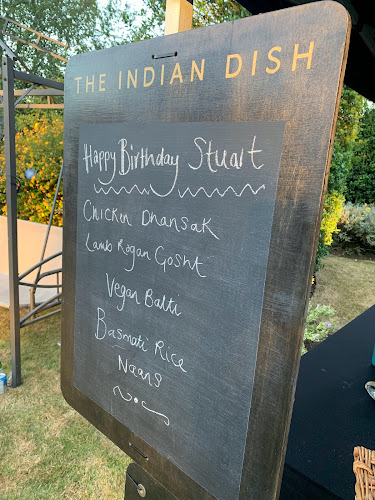 THE INDIAN DISH
Happy Birthday Stuart
Chicken Dhansak
Lamb Rogan Gosht
Vegan Balti
Basmati Rice
Naans